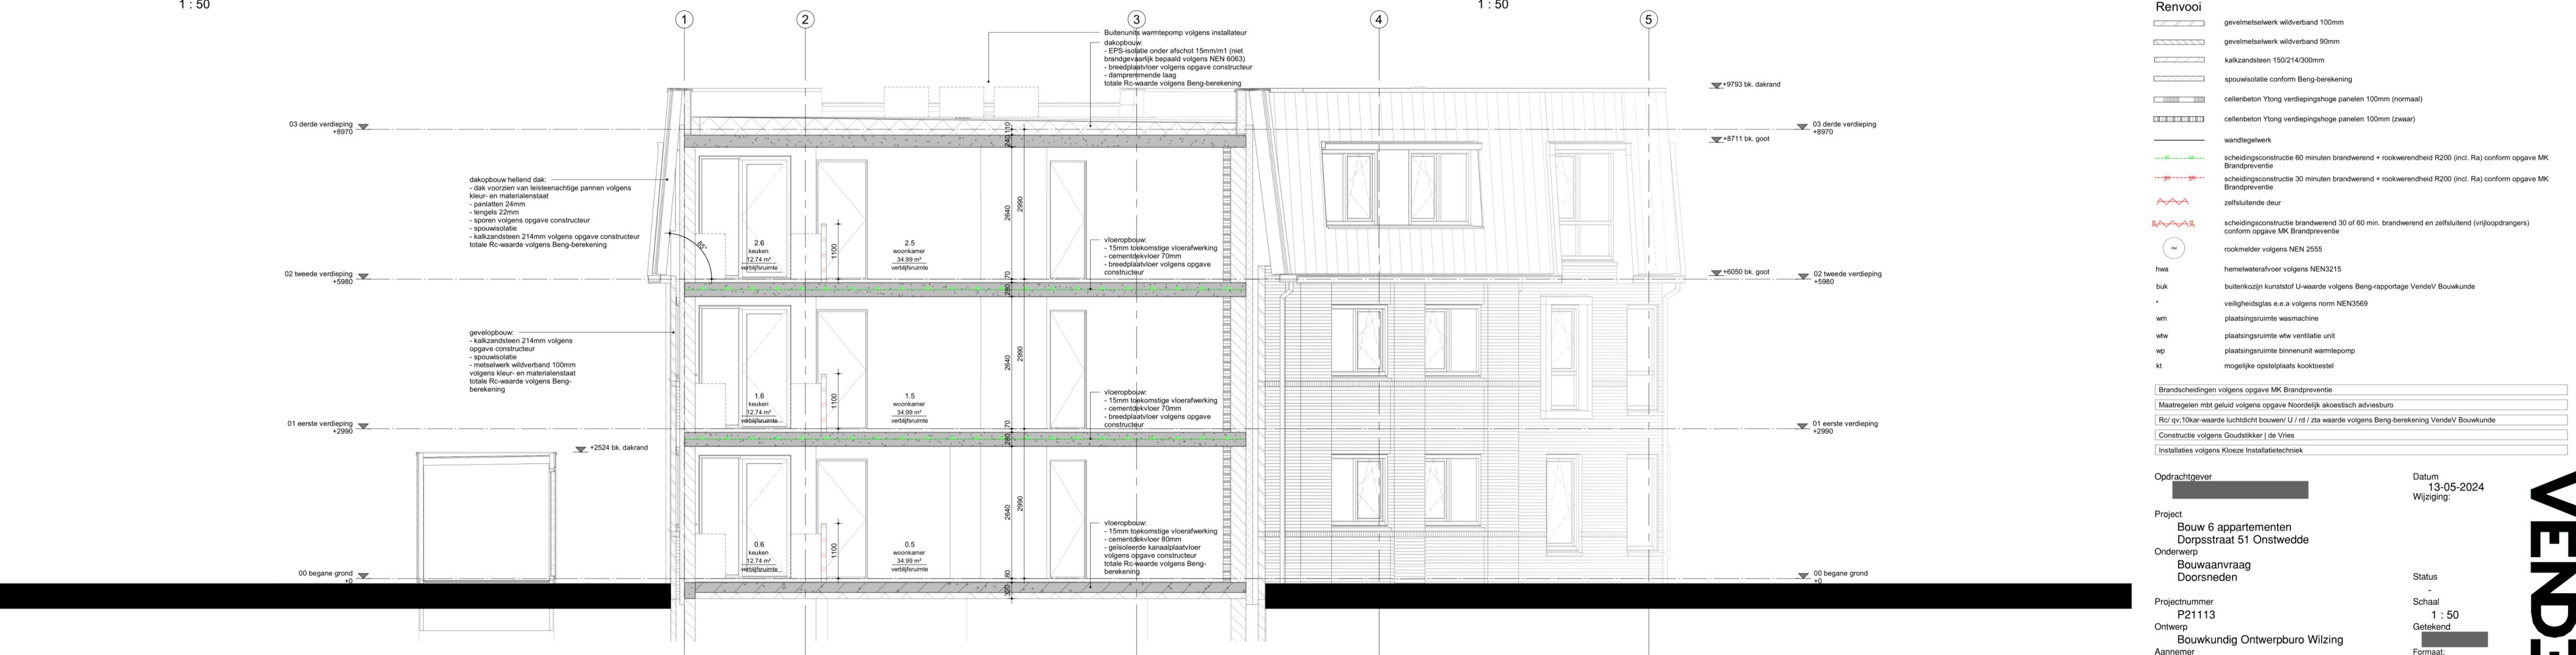 1 : 50
1 : 50
1
2
3
4
5
Buitenunits warmtepomp volgens installateur
dakopbouw:
- EPS-isolatie onder afschot 15mm/m1 (niet
brandgevaarlijk bepaald volgens NEN 6063)
- breedplaatvloer volgens opgave constructeur
- dampremmende laag
totale Rc-waarde volgens Beng-berekening
+9793 bk. dakrand
03 derde verdieping
+8970
03 derde verdieping
+8970
+8711 bk. goot
110
240
dakopbouw hellend dak:
- dak voorzien van leisteenachtige pannen volgens
kleur- en materialenstaat
- panlatten 24mm
- tengels 22mm
- sporen volgens opgave constructeur
- spouwisolatie
- kalkzandsteen 214mm volgens opgave constructeur
totale Rc-waarde volgens Beng-berekening
85°
2.6
keuken
12.74 m²
verblijfsruimte
1100
2.5
woonkamer
34.99 m²
verblijfsruimte
2640
2990
vloeropbouw:
- 15mm toekomstige vloerafwerking
- cementdekvloer 70mm
- breedplaatvloer volgens opgave
constructeur
02 tweede verdieping
+5980
+6050 bk. goot
02 tweede verdieping
+5980
70
280
gevelopbouw:
- kalkzandsteen 214mm volgens
opgave constructeur
- spouwisolatie
- metselwerk wildverband 100mm
volgens kleur- en materialenstaat
totale Rc-waarde volgens Beng-
berekening
1.6
keuken
12.74 m²
verblijfsruimte
1100
1.5
woonkamer
34.99 m²
verblijfsruimte
2640
2990
vloeropbouw:
- 15mm toekomstige vloerafwerking
- cementdekvloer 70mm
- breedplaatvloer volgens opgave
constructeur
01 eerste verdieping
+2990
01 eerste verdieping
+2990
70
280
+2524 bk. dakrand
0.6
keuken
12.74 m²
verblijfsruimte
1100
0.5
woonkamer
34.99 m²
verblijfsruimte
2640
2990
vloeropbouw:
- 15mm toekomstige vloerafwerking
- cementdekvloer 80mm
- geïsoleerde kanaalplaatvloer
volgens opgave constructeur
totale Rc-waarde volgens Beng-
berekening
00 begane grond
+0
00 begane grond
+0
80
320
Renvooi
gevelmetselwerk wildverband 100mm
gevelmetselwerk wildverband 90mm
kalkzandsteen 150/214/300mm
spouwisolatie conform Beng-berekening
cellenbeton Ytong verdiepingshoge panelen 100mm (normaal)
cellenbeton Ytong verdiepingshoge panelen 100mm (zwaar)
wandtegelwerk
scheidingsconstructie 60 minuten brandwerend + rookwerendheid R200 (incl. Ra) conform opgave MK
Brandpreventie
30 30 scheidingsconstructie 30 minuten brandwerend + rookwerendheid R200 (incl. Ra) conform opgave MK
Brandpreventie
zelfsluitende deur
scheidingsconstructie brandwerend 30 of 60 min. brandwerend en zelfsluitend (vrijloopdrangers)
conform opgave MK Brandpreventie
rookmelder volgens NEN 2555
hwa hemelwaterafvoer volgens NEN3215
buk buitenkozijn kunststof U-waarde volgens Beng-rapportage VendeV Bouwkunde
* veiligheidsglas e.e.a volgens norm NEN3569
wm plaatsingsruimte wasmachine
wtw plaatsingsruimte wtw ventilatie unit
wp plaatsingsruimte binnenunit warmtepomp
kt mogelijke opstelplaats kooktoestel
Brandscheidingen volgens opgave MK Brandpreventie
Maatregelen mbt geluid volgens opgave Noordelijk akoestisch adviesburo
Rc/ qv;10kar-waarde luchtdicht bouwen/ U / rd / zta waarde volgens Beng-berekening VendeV Bouwkunde
Constructie volgens Goudstikker | de Vries
Installaties volgens Kloeze Installatietechniek
Opdrachtgever
Datum
13-05-2024
Wijziging:
Project
Bouw 6 appartementen
Dorpsstraat 51 Onstwedde
Onderwerp
Bouwaanvraag
Doorsneden
Status
-
Projectnummer
P21113
Schaal
1 : 50
Ontwerp
Bouwkundig Ontwerpburo Wilzing
Getekend
Aannemer
Formaat:
VENDE